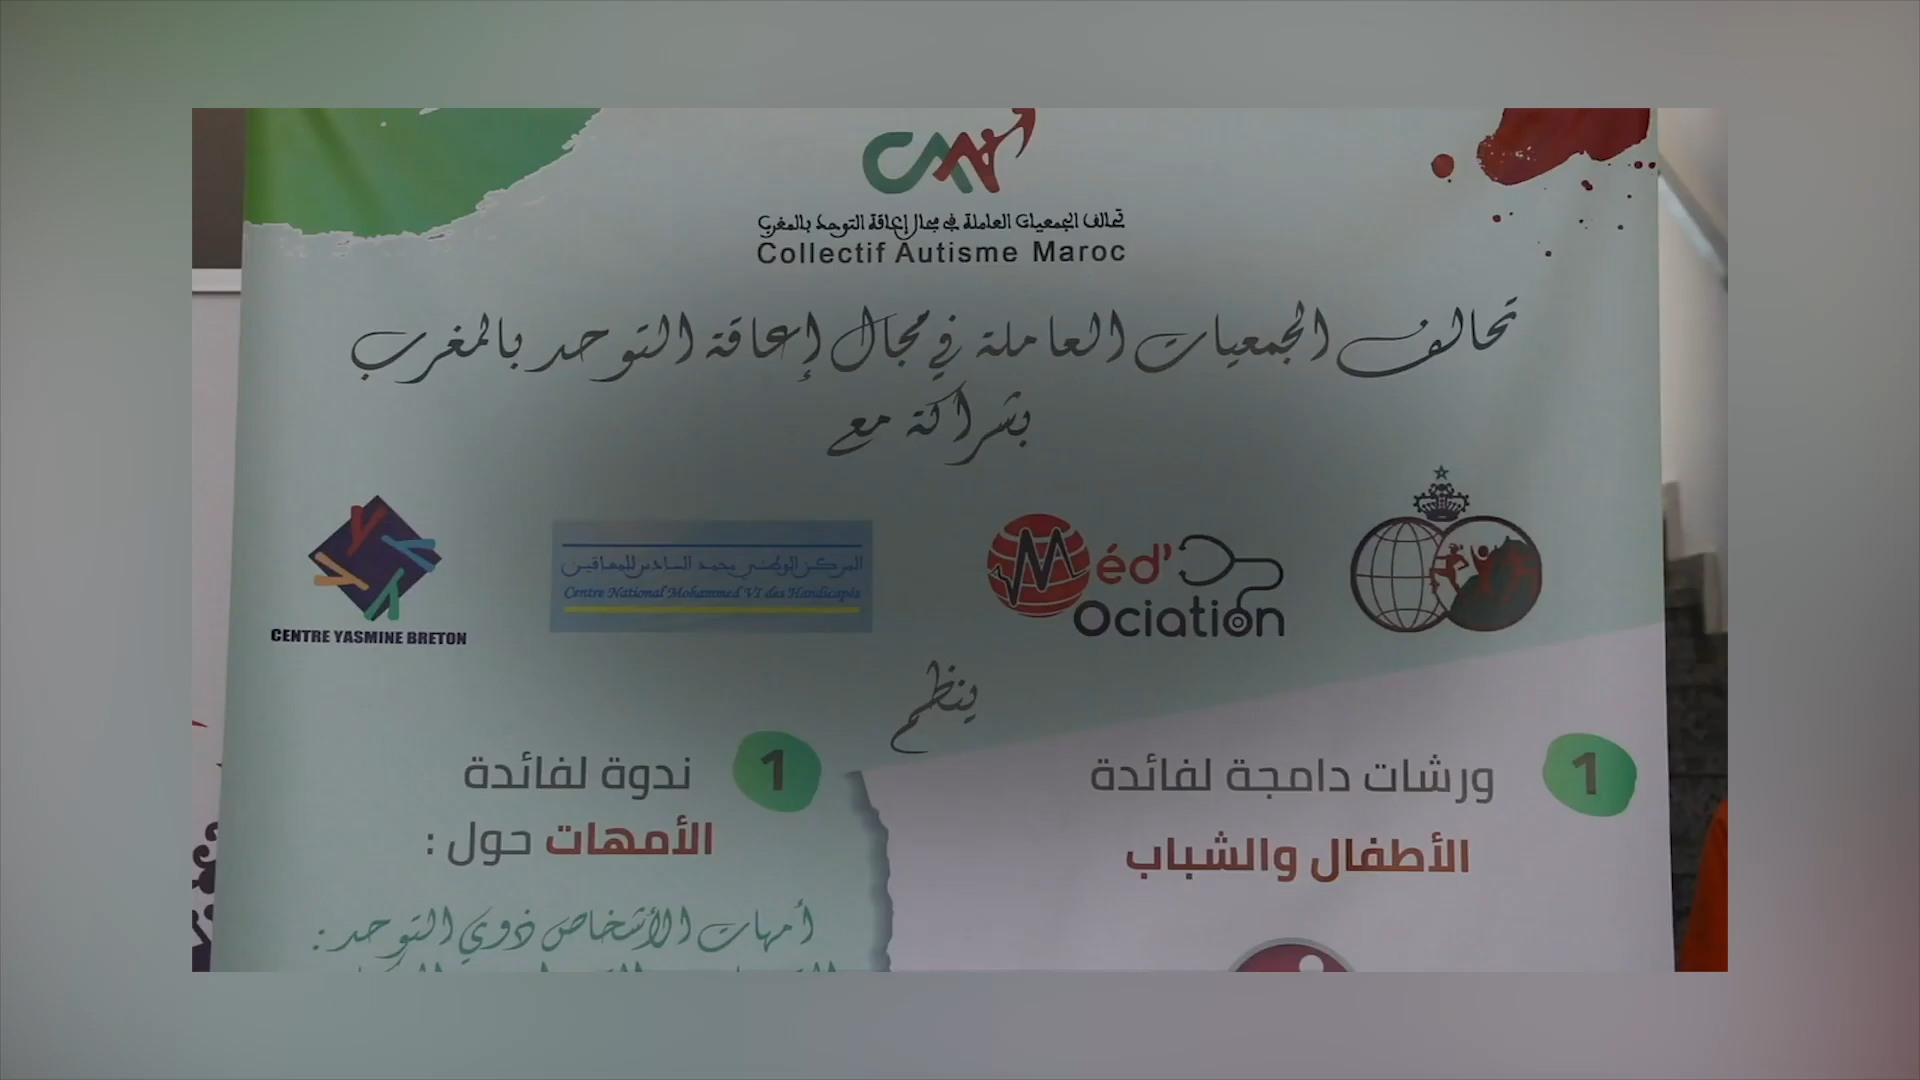 تحالف الجمعيات العاملة في مجال إعاقة التوحد بالمغرب
Collectif Autisme Maroc
تحالف الجمعيات العاملة في مجال إعاقة التوحد بالمغرب
بشراكة مع
Méd'
Ociation
المركز الوطني محمد السادس للمعاقين
Centre National Mohammed VI des Handicapés
CENTRE YASMINE BRETON
ينظم
1 ورشات دامجة لفائدة
الأطفال والشباب
1 ندوة لفائدة
الأمهات حول :
أمهات الأشخاص ذوي التوحد :